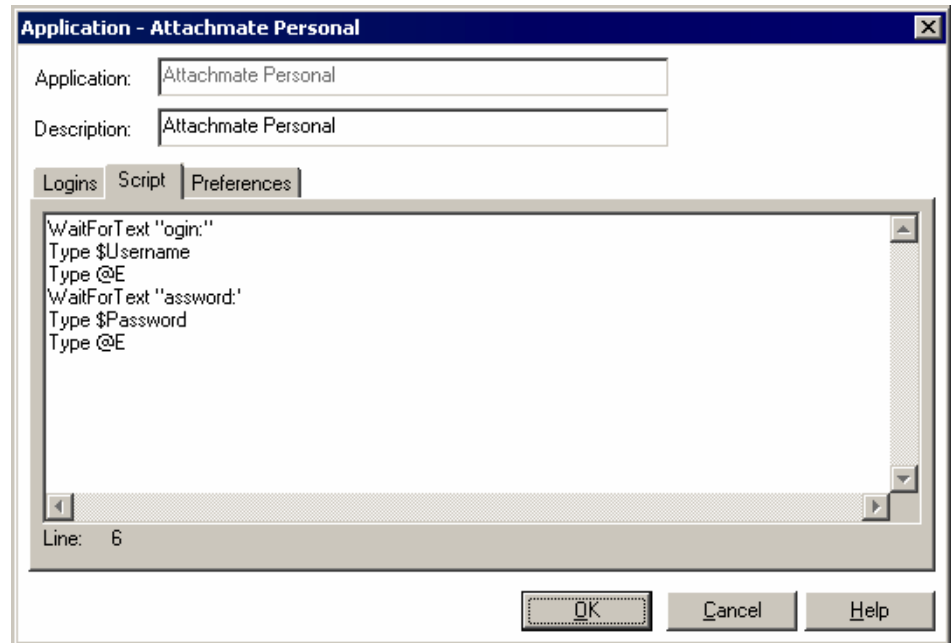 Application - Attachmate Personal
Application: Attachmate Personal
Description: Attachmate Personal
Logins Script Preferences
WaitForText "ogin:"
Type $Username
Type @E
WaitForText "assword:'
Type $Password
Type @E
Line: 6
OK Cancel Help